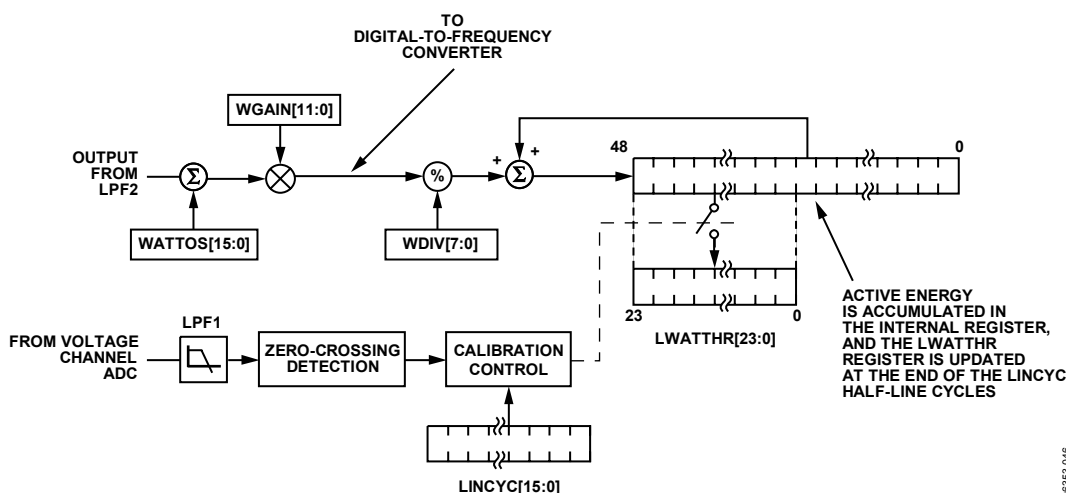 TO
DIGITAL-TO-FREQUENCY
CONVERTER
WGAIN[11:0]
OUTPUT
FROM
LPF2
Σ
%
+
+
Σ
48
0
WATTOS[15:0]
WDIV[7:0]
23
0
LWATTHR[23:0]
ACTIVE ENERGY
IS ACCUMULATED IN
THE INTERNAL REGISTER,
AND THE LWATTHR
REGISTER IS UPDATED
AT THE END OF THE LINCYC
HALF-LINE CYCLES
FROM VOLTAGE
CHANNEL
ADC
LPF1
ZERO-CROSSING
DETECTION
CALIBRATION
CONTROL
LINCYC[15:0]